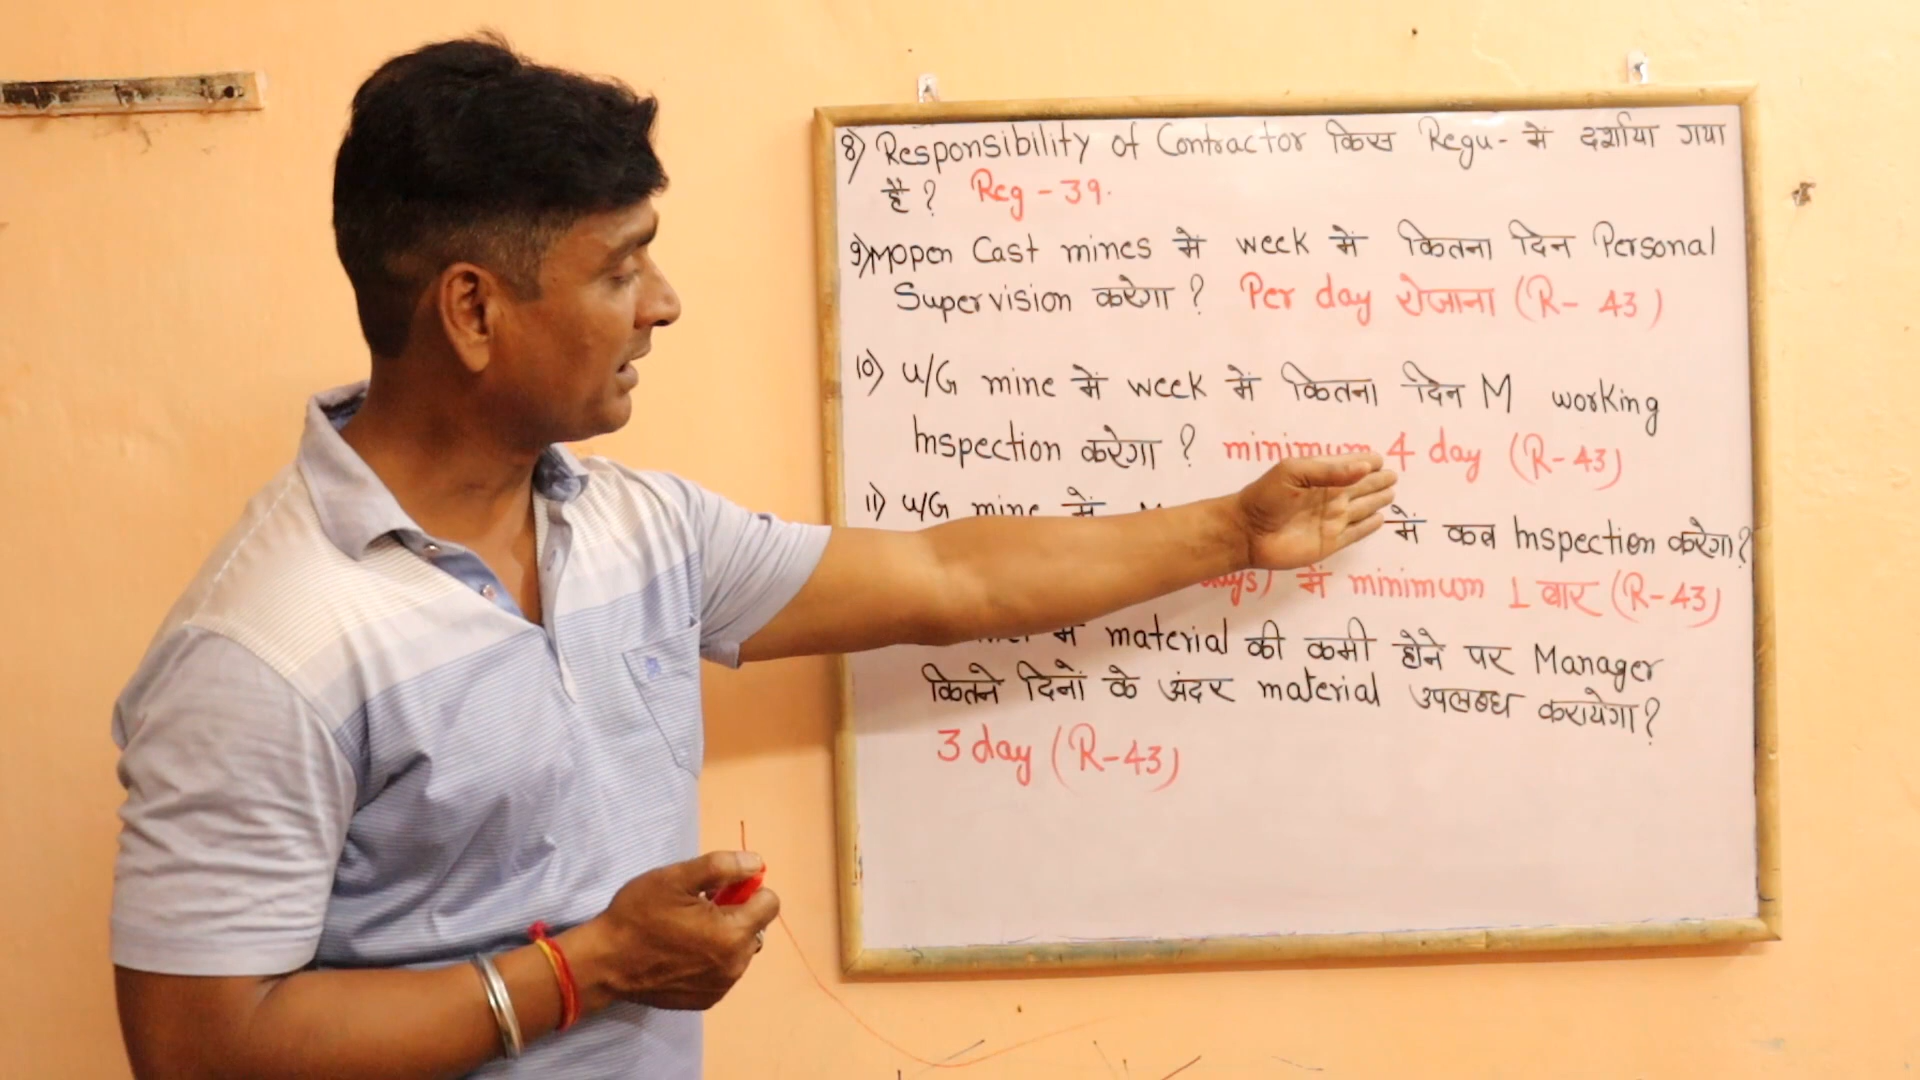 8) Responsibility of Contractor किस Regu- में दर्शाया गया
है ? Reg - 39.
9) M open Cast mines में week में कितना दिन Personal
Supervision करेगा ? Per day रोजाना (R- 43)
10) U/G mine में week में कितना दिन M working
Inspection करेगा ? minimum 4 day (R-43)
11) U/G mine में में कब Inspection करेगा ?
days) में minimum 1 बार (R-43)
में material की कमी होने पर Manager
कितने दिनों के अंदर material उपलब्ध करायेगा ?
3 day (R-43)